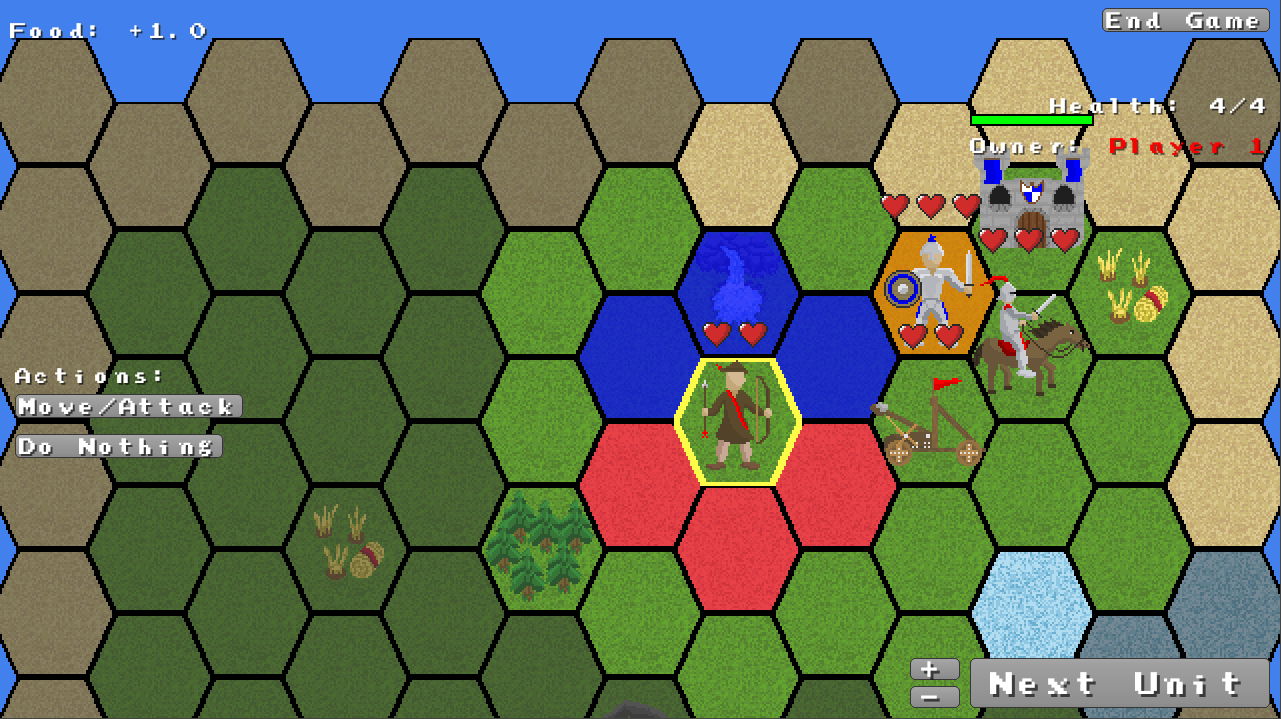 Food: +1.0
End Game
Health: 4/4
Owner: Player 1
Actions:
Move/Attack
Do Nothing
+
-
Next Unit